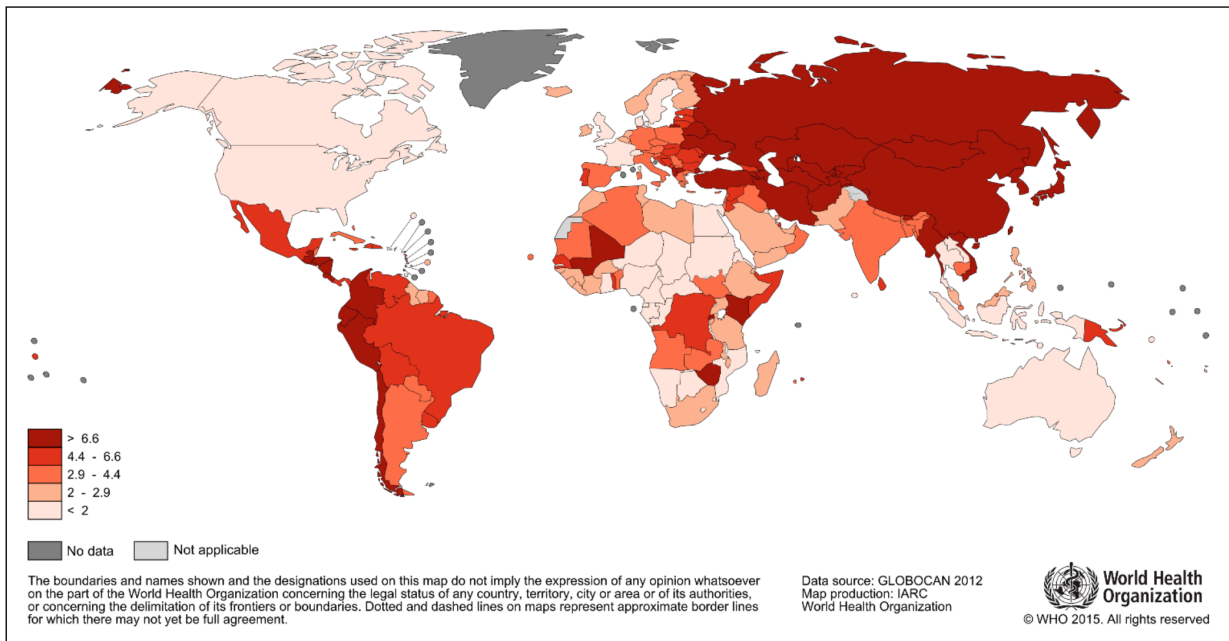 > 6.6
4.4 - 6.6
2.9 - 4.4
2 - 2.9
< 2
No data
Not applicable
The boundaries and names shown and the designations used on this map do not imply the expression of any opinion whatsoever
on the part of the World Health Organization concerning the legal status of any country, territory, city or area or of its authorities,
or concerning the delimitation of its frontiers or boundaries. Dotted and dashed lines on maps represent approximate border lines
for which there may not yet be full agreement.
Data source: GLOBOCAN 2012
Map production: IARC
World Health Organization
World Health
Organization
© WHO 2015. All rights reserved